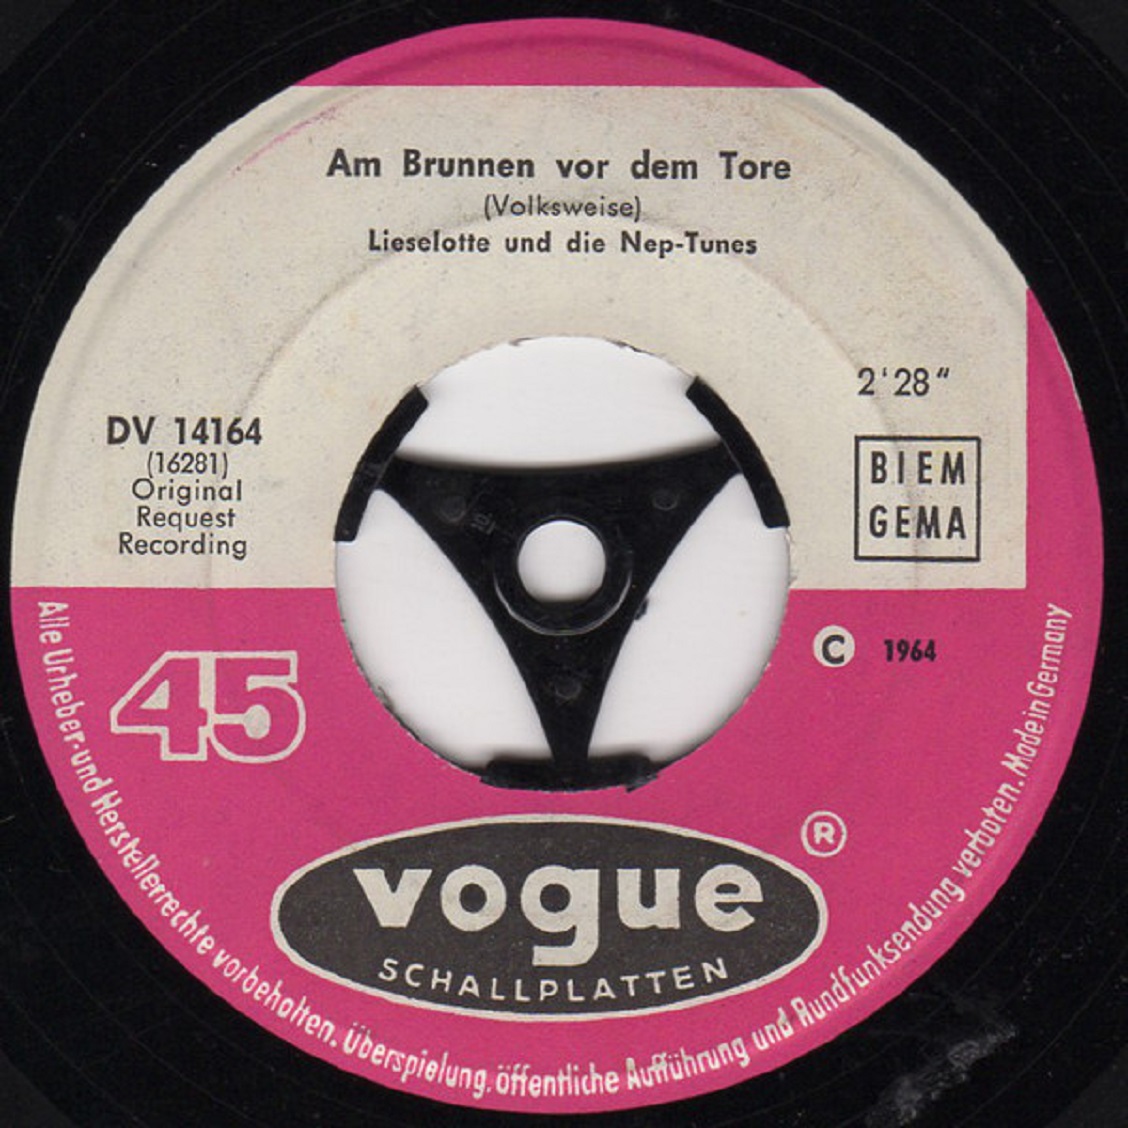 Am Brunnen vor dem Tore
(Volksweise)
Lieselotte und die Nep-Tunes
2'28"
DV 14164
(16281)
Original
Request
Recording
BIEM
GEMA
45
C 1964
R
vogue
SCHALLPLATTEN
Alle Urheber-und Herstellerrechte vorbehalten. Überspielung, öffentliche Aufführung und Rundfunksendung verboten. Made in Germany